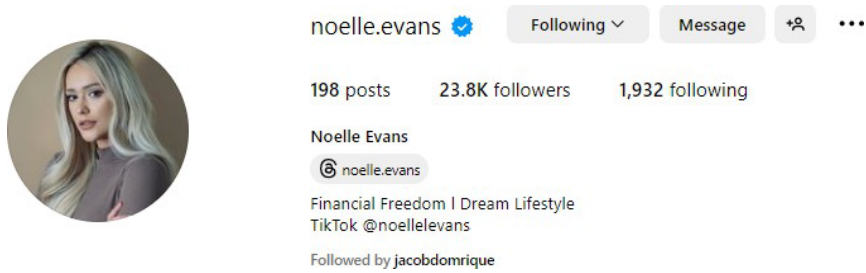 noelle.evans Following Message
198 posts 23.8K followers 1,932 following
Noelle Evans
noelle.evans
Financial Freedom l Dream Lifestyle
TikTok @noellelevans
Followed by jacobdomrique